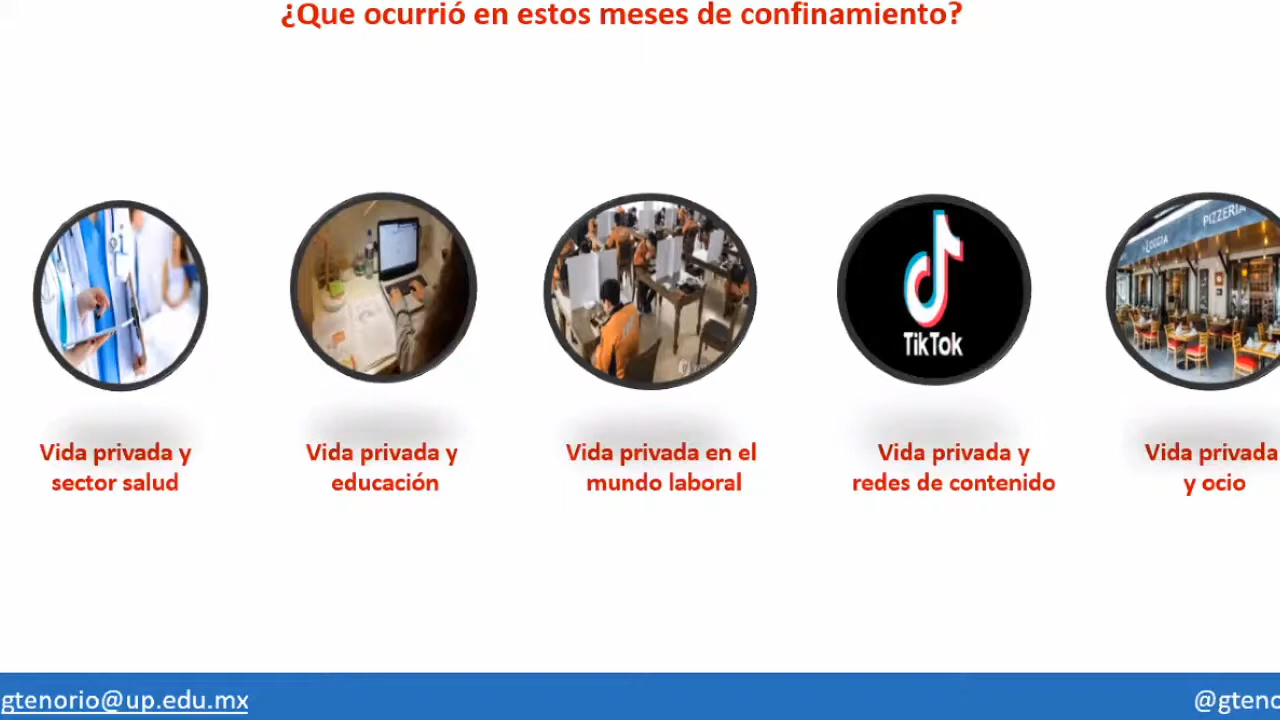 ¿Que ocurrió en estos meses de confinamiento?
PIZZERIA
TikTok
Vida privada y
sector salud
Vida privada y
educación
Vida privada en el
mundo laboral
Vida privada y
redes de contenido
Vida privada
y ocio
gtenorio@up.edu.mx
@gteno